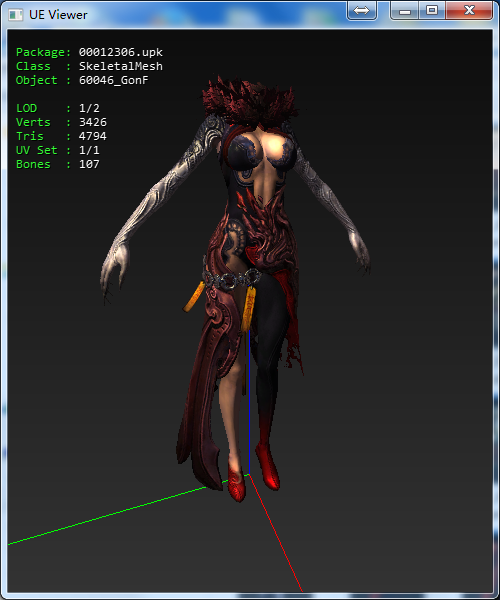 UE Viewer
Package: 00012306.upk
Class : SkeletalMesh
Object : 60046_GonF
LOD : 1/2
Verts : 3426
Tris : 4794
UV Set : 1/1
Bones : 107